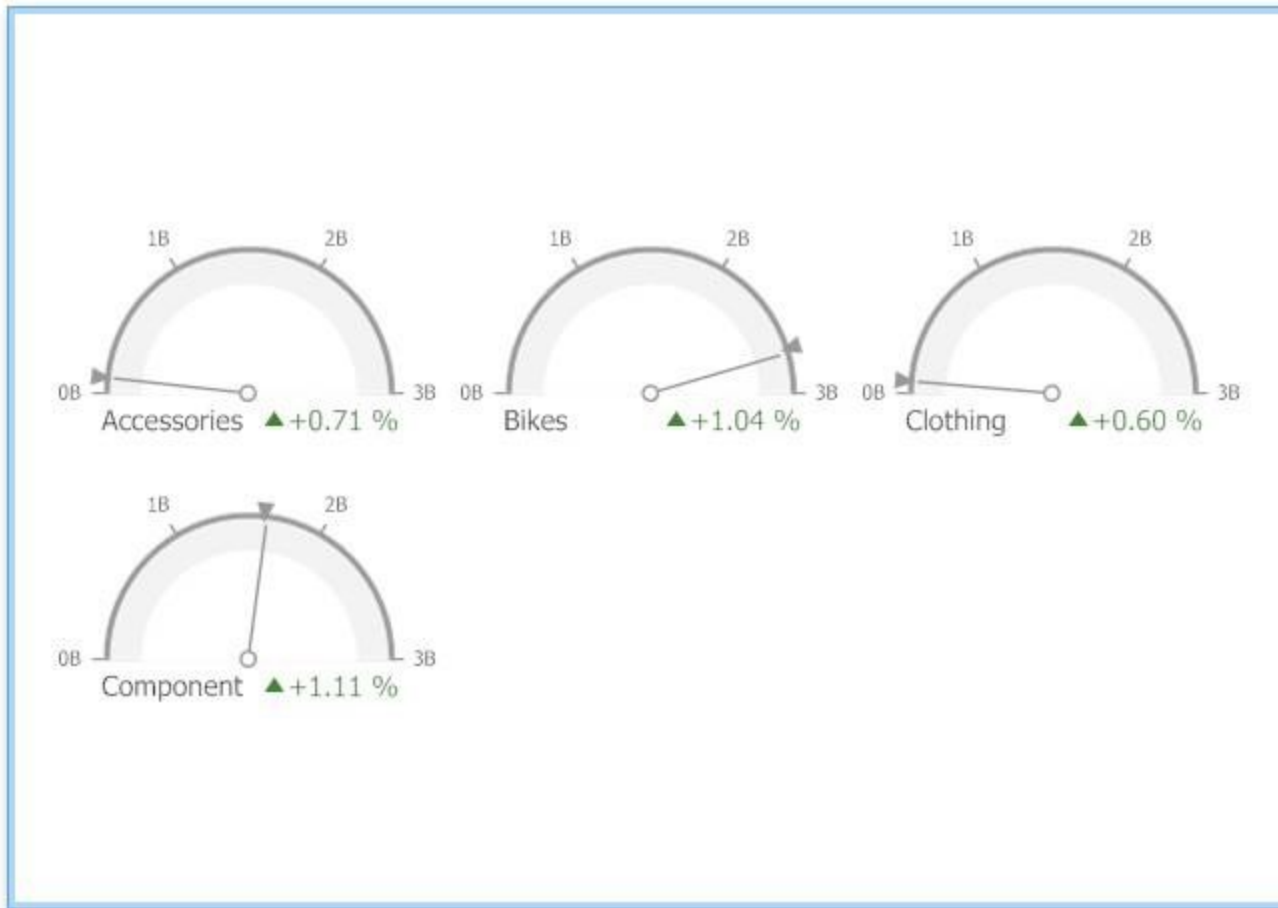 1B 2B 1B 2B 1B 2B
0B 3B 0B 3B 0B 3B
Accessories ▲+0.71 % Bikes ▲+1.04 % Clothing ▲+0.60 %
1B 2B
0B 3B
Component ▲+1.11 %